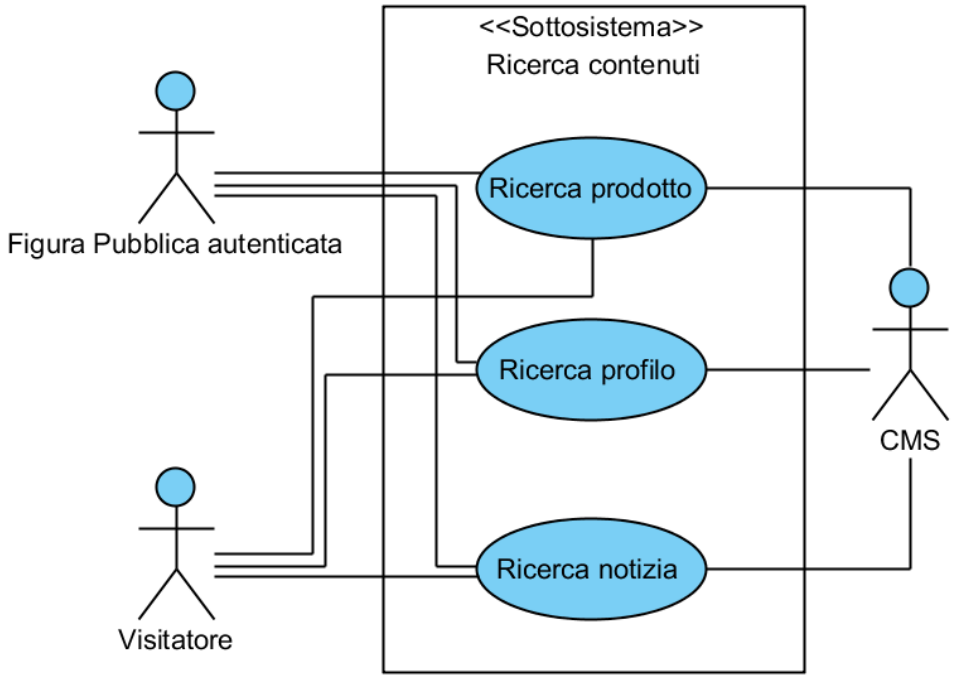 <<Sottosistema>>
Ricerca contenuti
Ricerca prodotto
Figura Pubblica autenticata
Ricerca profilo
CMS
Ricerca notizia
Visitatore